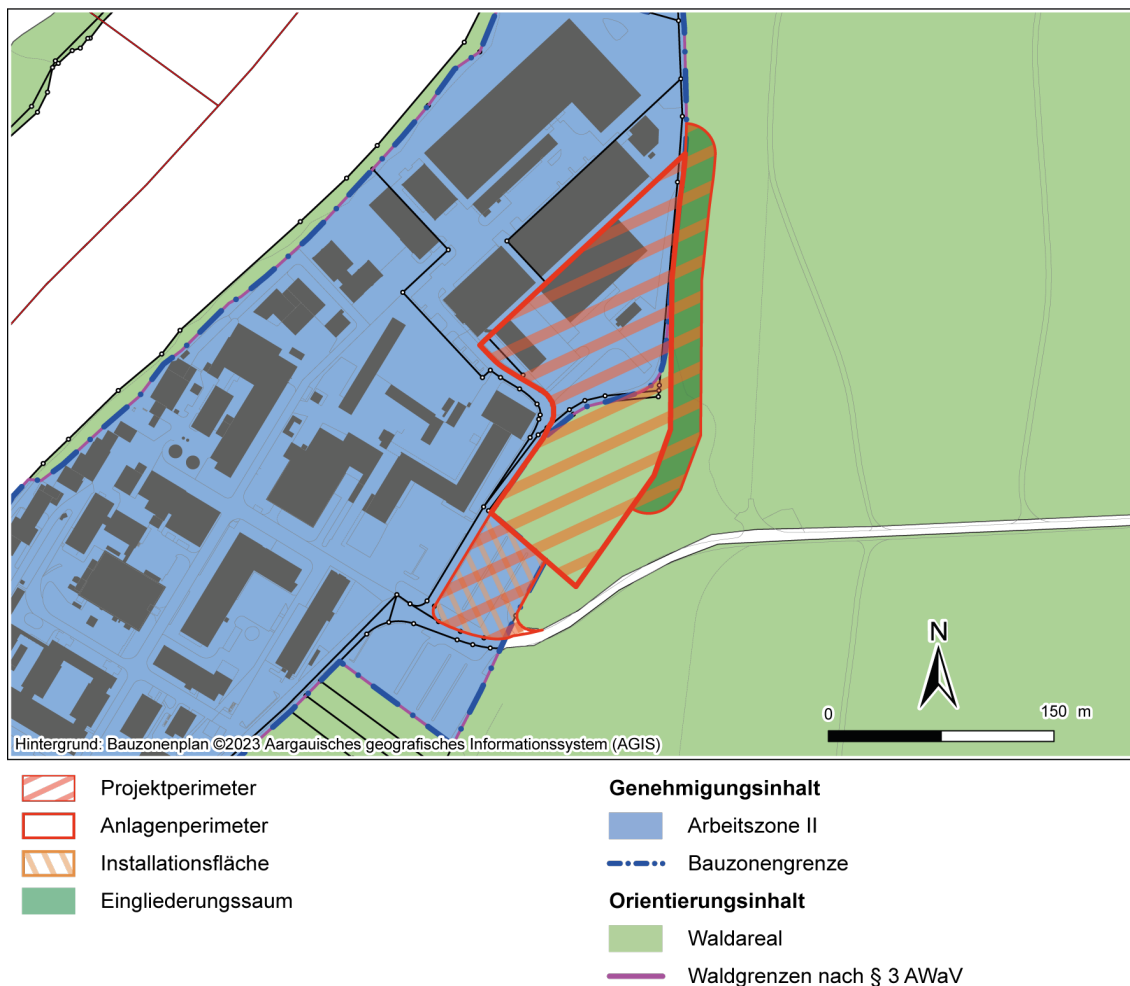 N
0 150 m
Hintergrund: Bauzonenplan ©2023 Aargauisches geografisches Informationssystem (AGIS)
Projektperimeter
Anlagenperimeter
Installationsfläche
Eingliederungssaum
Genehmigungsinhalt
Arbeitszone II
Bauzonengrenze
Orientierungsinhalt
Waldareal
Waldgrenzen nach § 3 AWaV